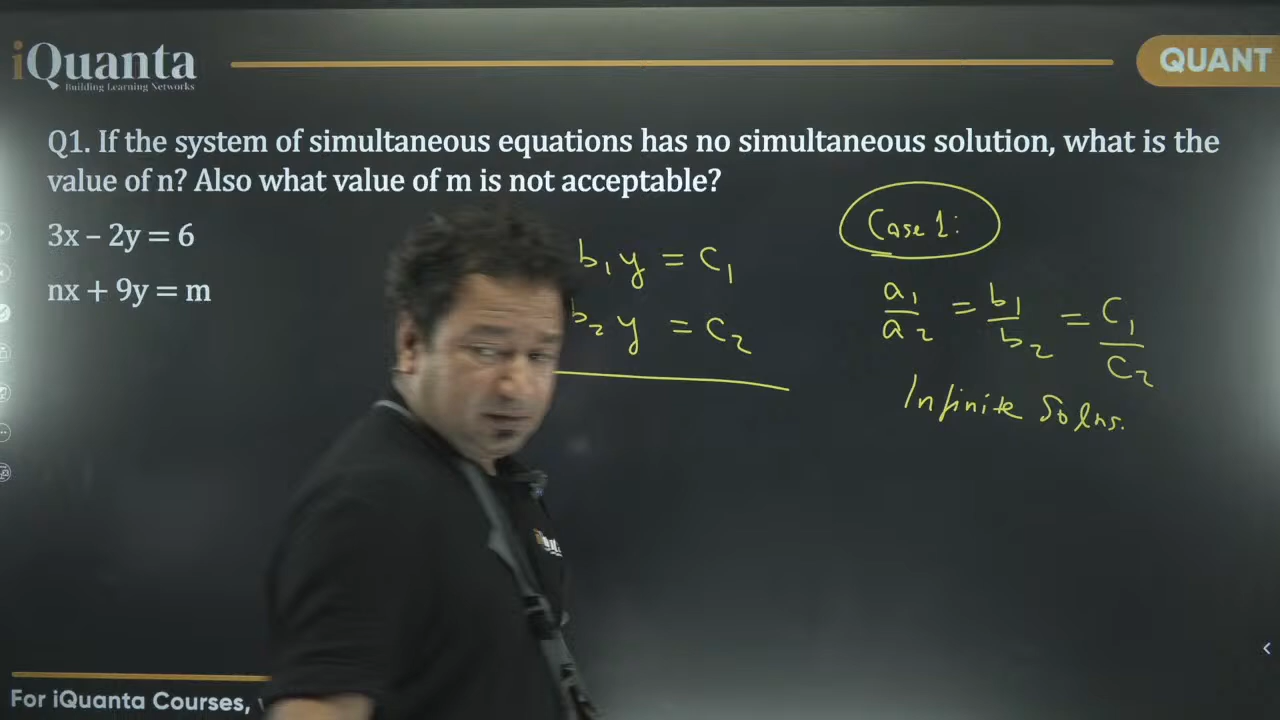 iQuanta
Building Learning Networks
QUANT
Q1. If the system of simultaneous equations has no simultaneous solution, what is the
value of n? Also what value of m is not acceptable?
3x – 2y = 6
nx + 9y = m
b₁y = c₁
b₂y = c₂
Case 1:
a₁/a₂ = b₁/b₂ = c₁/c₂
Infinite Solns.
For iQuanta Courses,